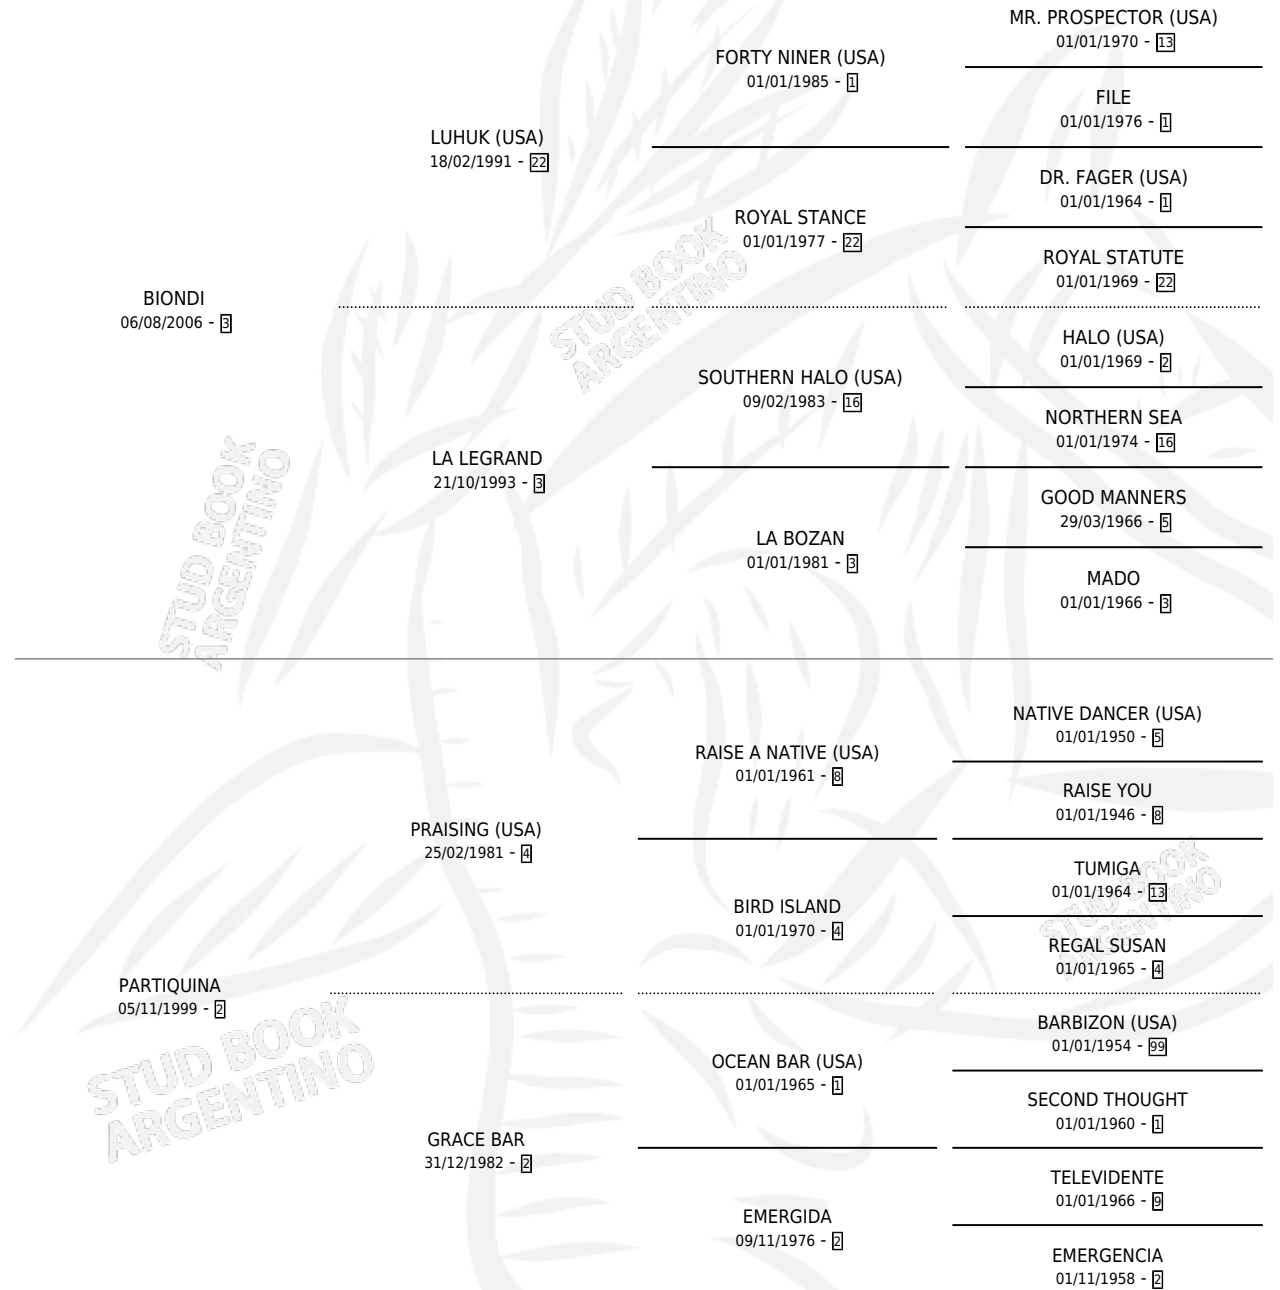 MR. PROSPECTOR (USA)
01/01/1970 - 13
FORTY NINER (USA)
01/01/1985 - 1
FILE
01/01/1976 - 1
LUHUK (USA)
18/02/1991 - 22
DR. FAGER (USA)
01/01/1964 - 1
ROYAL STANCE
01/01/1977 - 22
ROYAL STATUTE
01/01/1969 - 22
BIONDI
06/08/2006 - 3
HALO (USA)
01/01/1969 - 2
SOUTHERN HALO (USA)
09/02/1983 - 16
NORTHERN SEA
01/01/1974 - 16
LA LEGRAND
21/10/1993 - 3
GOOD MANNERS
29/03/1966 - 5
LA BOZAN
01/01/1981 - 3
MADO
01/01/1966 - 3
NATIVE DANCER (USA)
01/01/1950 - 5
RAISE A NATIVE (USA)
01/01/1961 - 8
RAISE YOU
01/01/1946 - 8
PRAISING (USA)
25/02/1981 - 4
TUMIGA
01/01/1964 - 13
BIRD ISLAND
01/01/1970 - 4
REGAL SUSAN
01/01/1965 - 4
PARTIQUINA
05/11/1999 - 2
BARBIZON (USA)
01/01/1954 - 99
OCEAN BAR (USA)
01/01/1965 - 1
SECOND THOUGHT
01/01/1960 - 1
GRACE BAR
31/12/1982 - 2
TELEVIDENTE
01/01/1966 - 9
EMERGIDA
09/11/1976 - 2
EMERGENCIA
01/11/1958 - 2
STUD BOOK
ARGENTINO
STUD BOOK
ARGENTINO
STUD BOOK
ARGENTINO
STUD BOOK
ARGENTINO